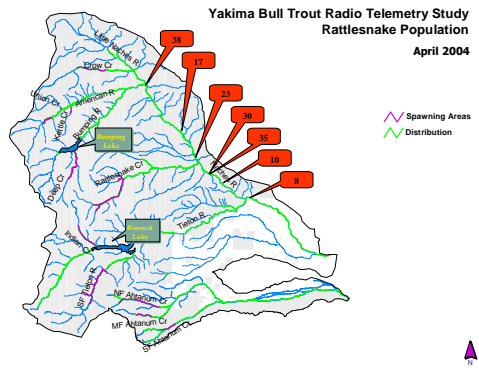 Yakima Bull Trout Radio Telemetry Study
Rattlesnake Population
April 2004
38
17
23
30
35
10
8
Spawning Areas
Distribution
Little Naches R
Crow Cr
Union Cr
American R
Kettle Cr
Bumping R
Bumping
Lake
Deep Cr
Rattlesnake Cr
Naches R
Tieton R
Rimrock
Lake
Indian Cr
SF Tieton R
NF Ahtanum Cr
MF Ahtanum Cr
SF Ahtanum Cr
N